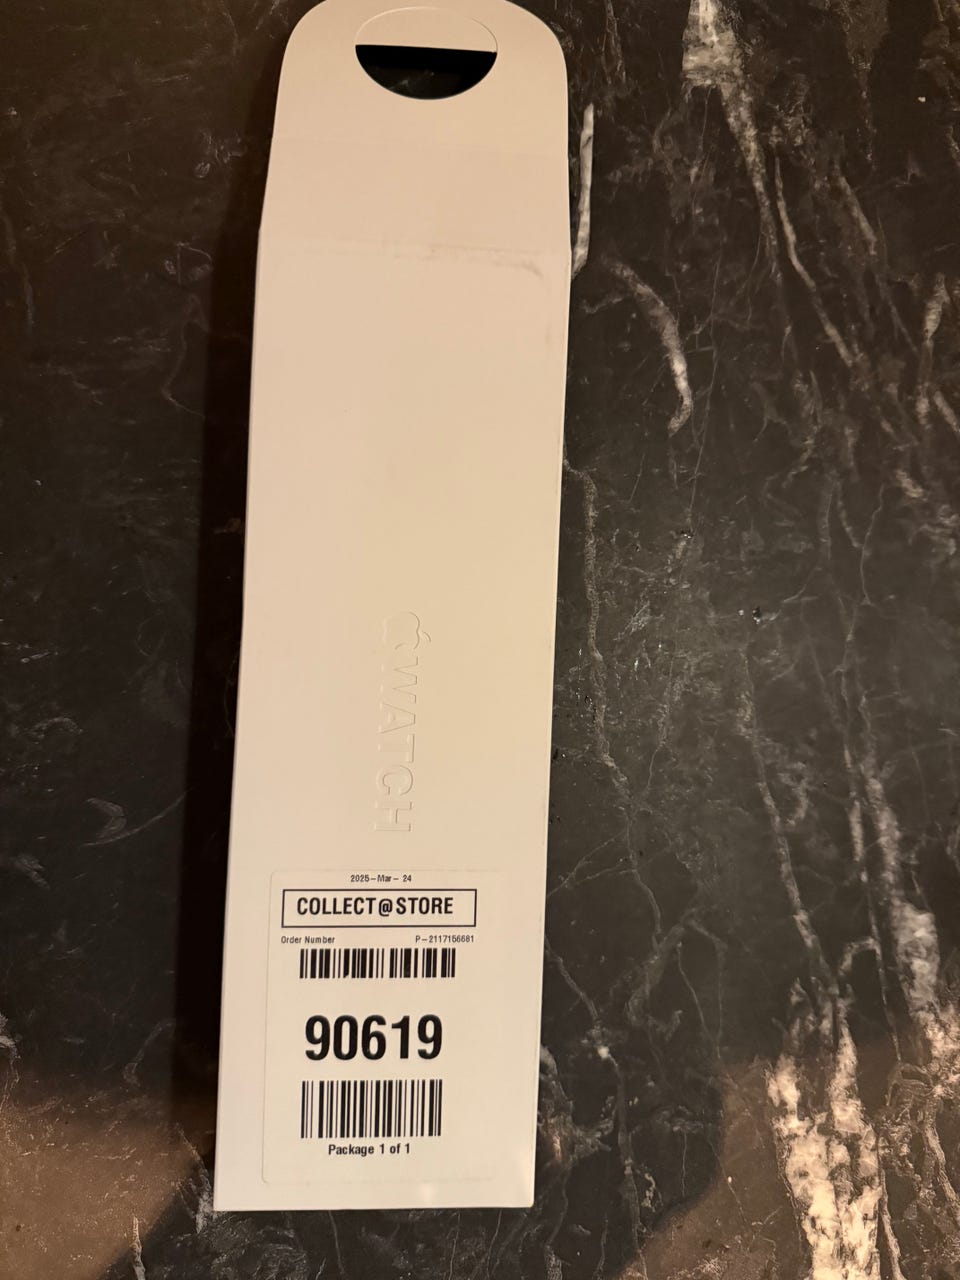 WATCH
2025-Mar- 24
COLLECT@STORE
Order Number P-2117156681
90619
Package 1 of 1